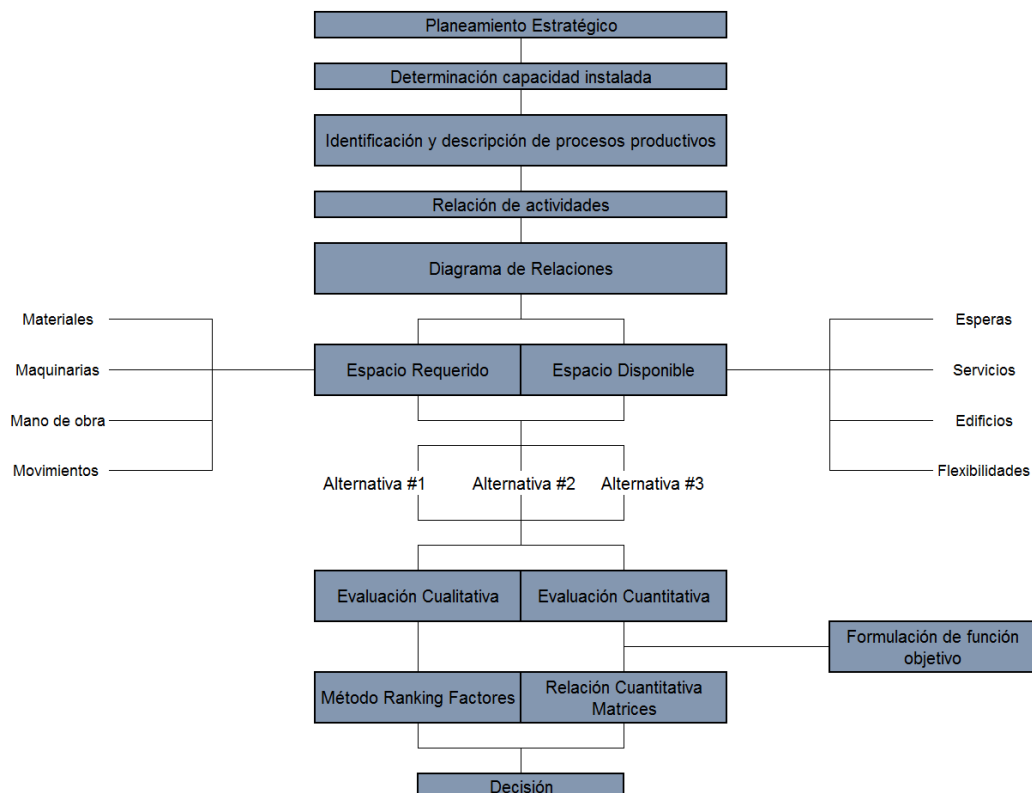 Planeamiento Estratégico
Determinación capacidad instalada
Identificación y descripción de procesos productivos
Relación de actividades
Diagrama de Relaciones
Materiales
Maquinarias
Mano de obra
Movimientos
Espacio Requerido
Espacio Disponible
Esperas
Servicios
Edificios
Flexibilidades
Alternativa #1
Alternativa #2
Alternativa #3
Evaluación Cualitativa
Evaluación Cuantitativa
Formulación de función
objetivo
Método Ranking Factores
Relación Cuantitativa
Matrices
Decisión